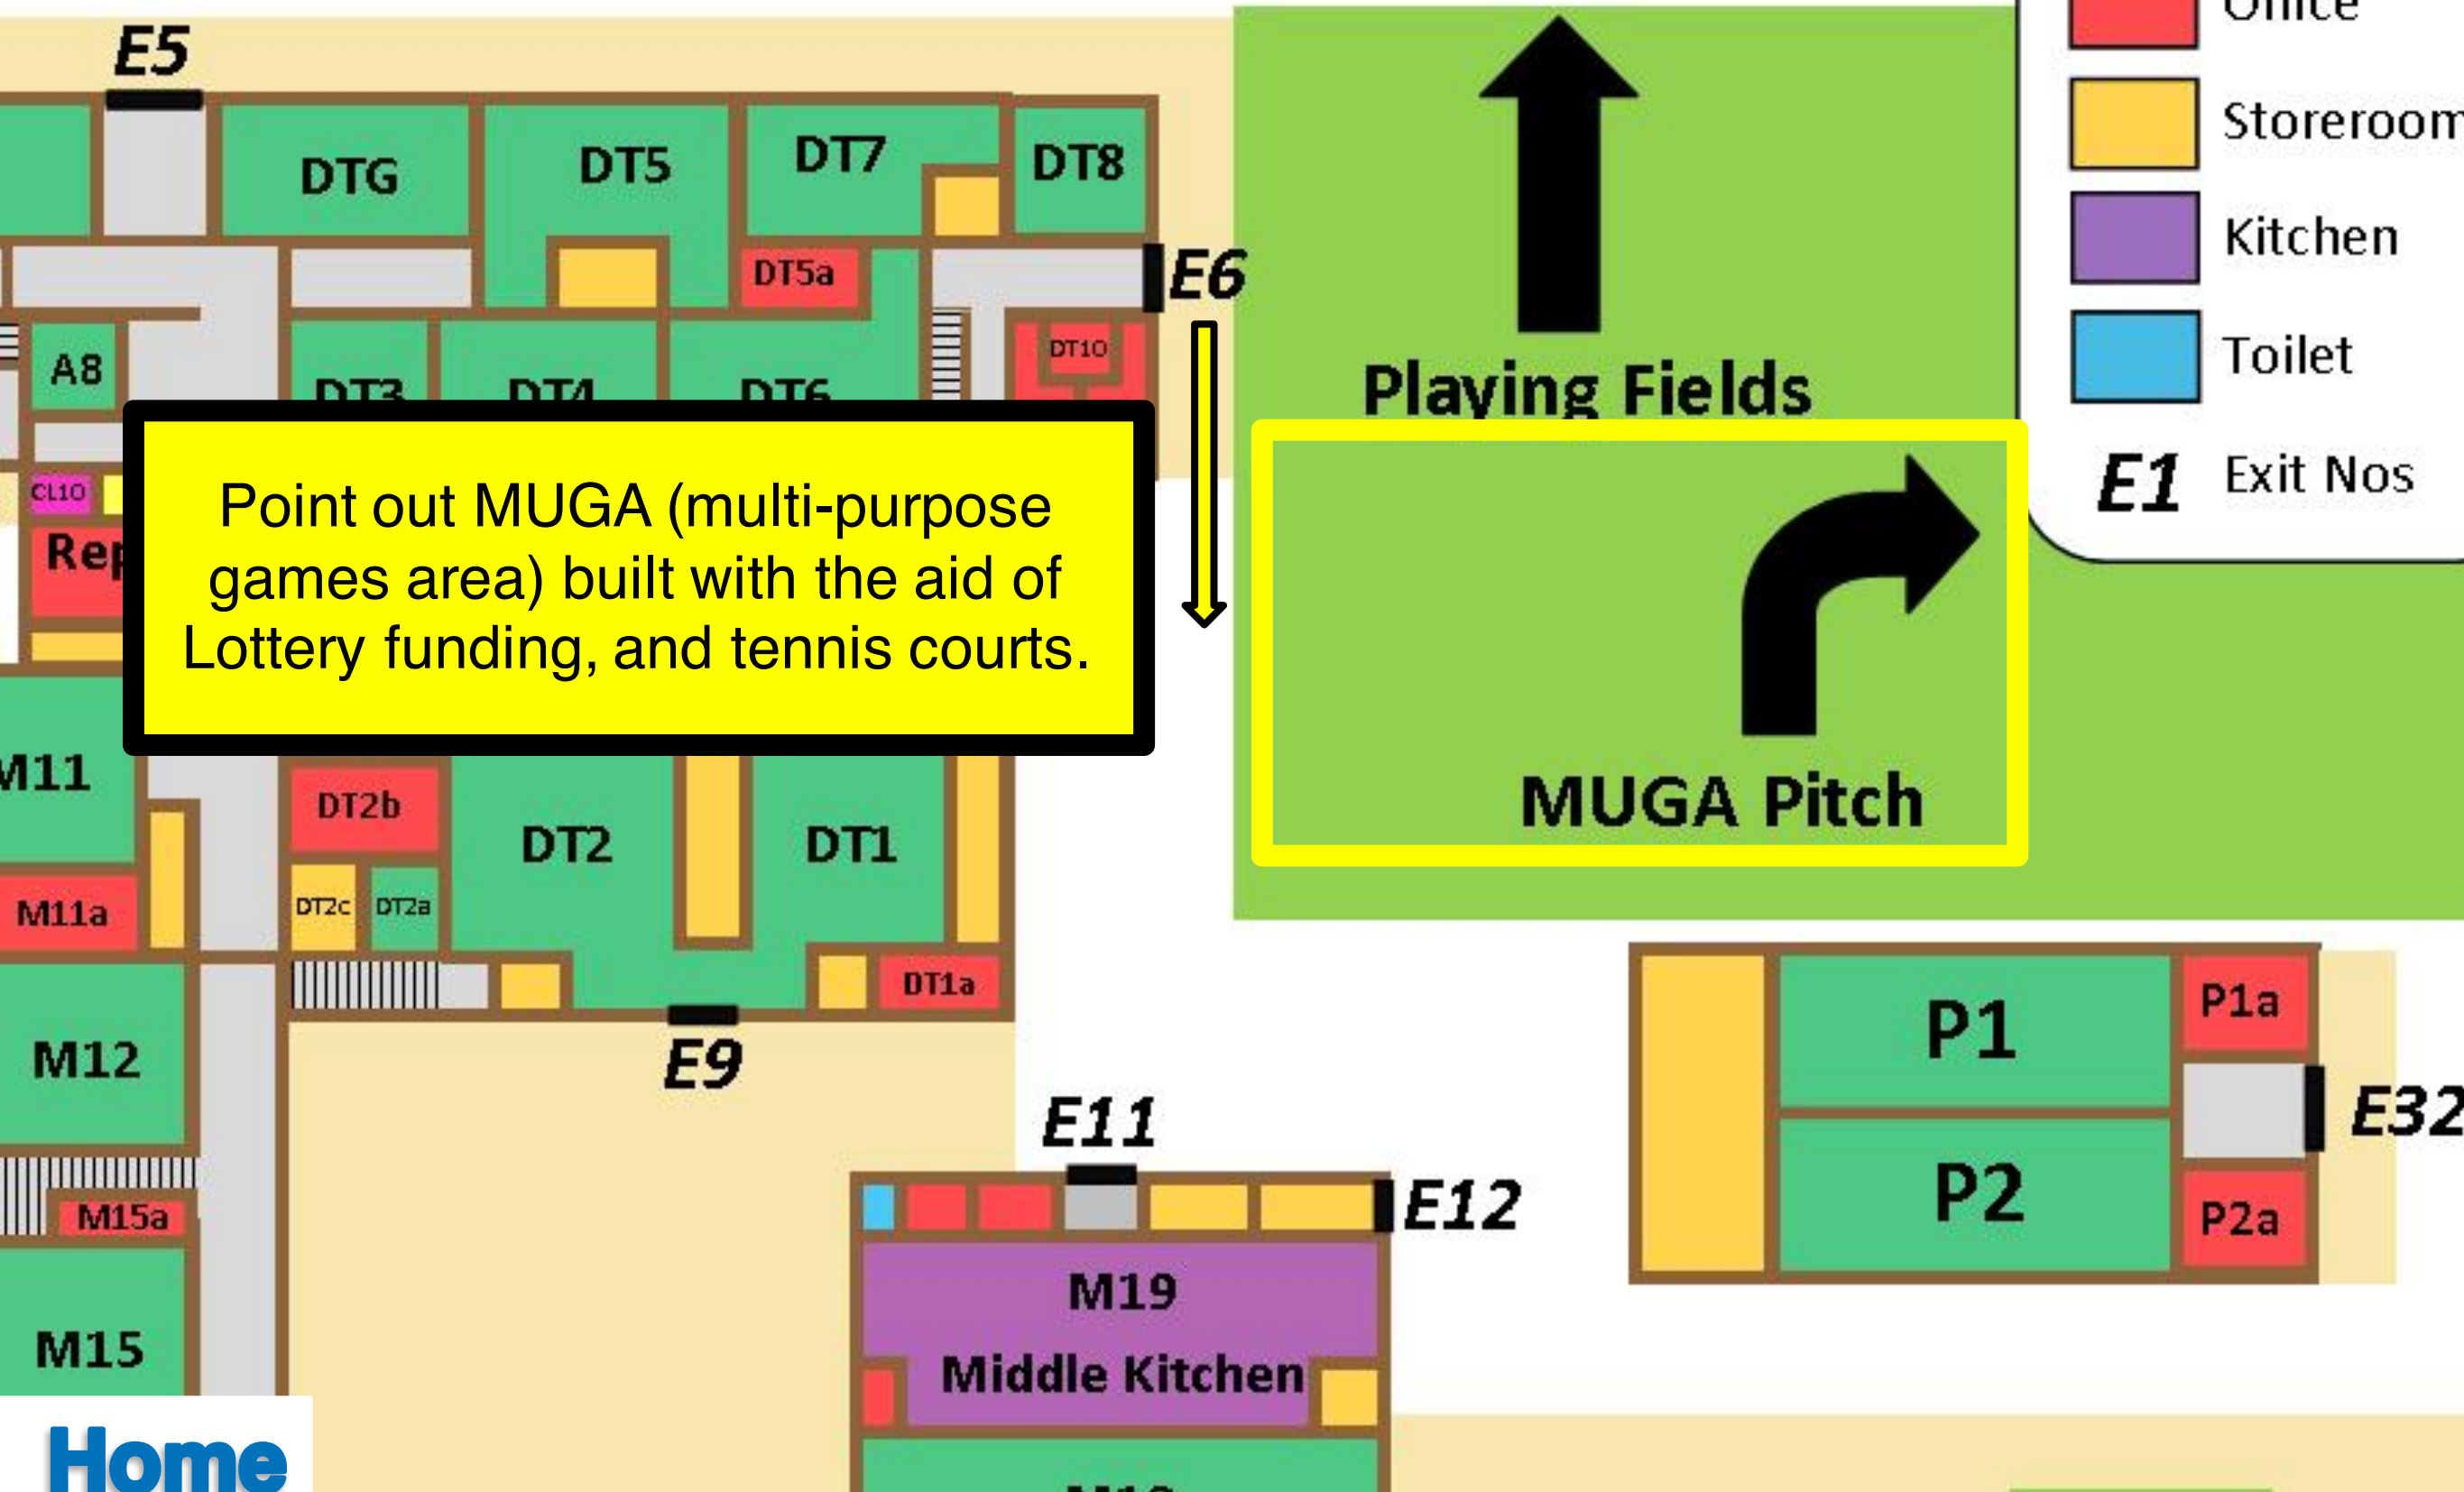 E5
Office
Storeroom
Kitchen
Toilet
E1 Exit Nos
DTG
DT5
DT7
DT8
DT5a
E6
A8
DT3
DT4
DT6
DT10
Playing Fields
CL10
Point out MUGA (multi-purpose
games area) built with the aid of
Lottery funding, and tennis courts.
MUGA Pitch
M11
DT2b
DT2
DT1
M11a
DT2c
DT2a
DT1a
M12
E9
P1
P1a
E11
E32
P2
P2a
M15a
E12
M19
Middle Kitchen
M15
Home